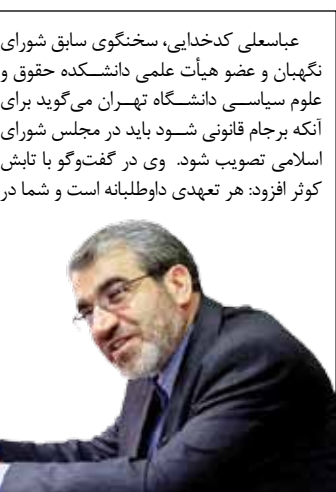 عباسعلی کدخدایی، سخنگوی سابق شورای
نگهبان و عضو هیأت علمی دانشکده حقوق و
علوم سیاسی دانشگاه تهران می‌گوید برای
آنکه برجام قانونی شود باید در مجلس شورای
اسلامی تصویب شود. وی در گفت‌وگو با تابش
کوثر افزود: هر تعهدی داوطلبانه است و شما در